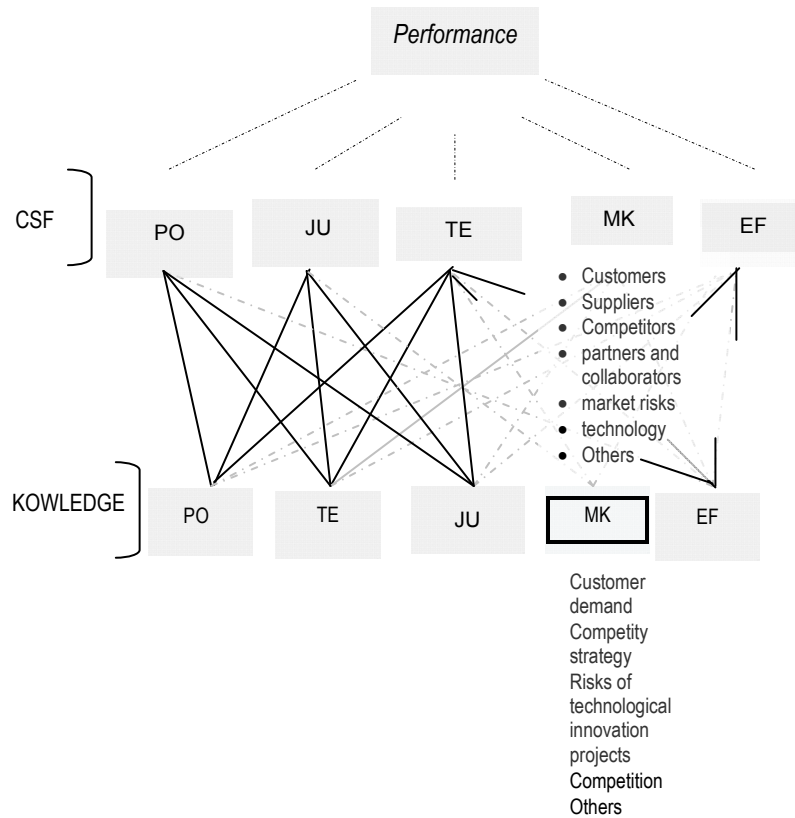 Performance
CSF
PO
JU
TE
MK
EF
• Customers
• Suppliers
• Competitors
• partners and
collaborators
• market risks
• technology
• Others
KOWLEDGE
PO
TE
JU
MK
EF
Customer
demand
Competity
strategy
Risks of
technological
innovation
projects
Competition
Others